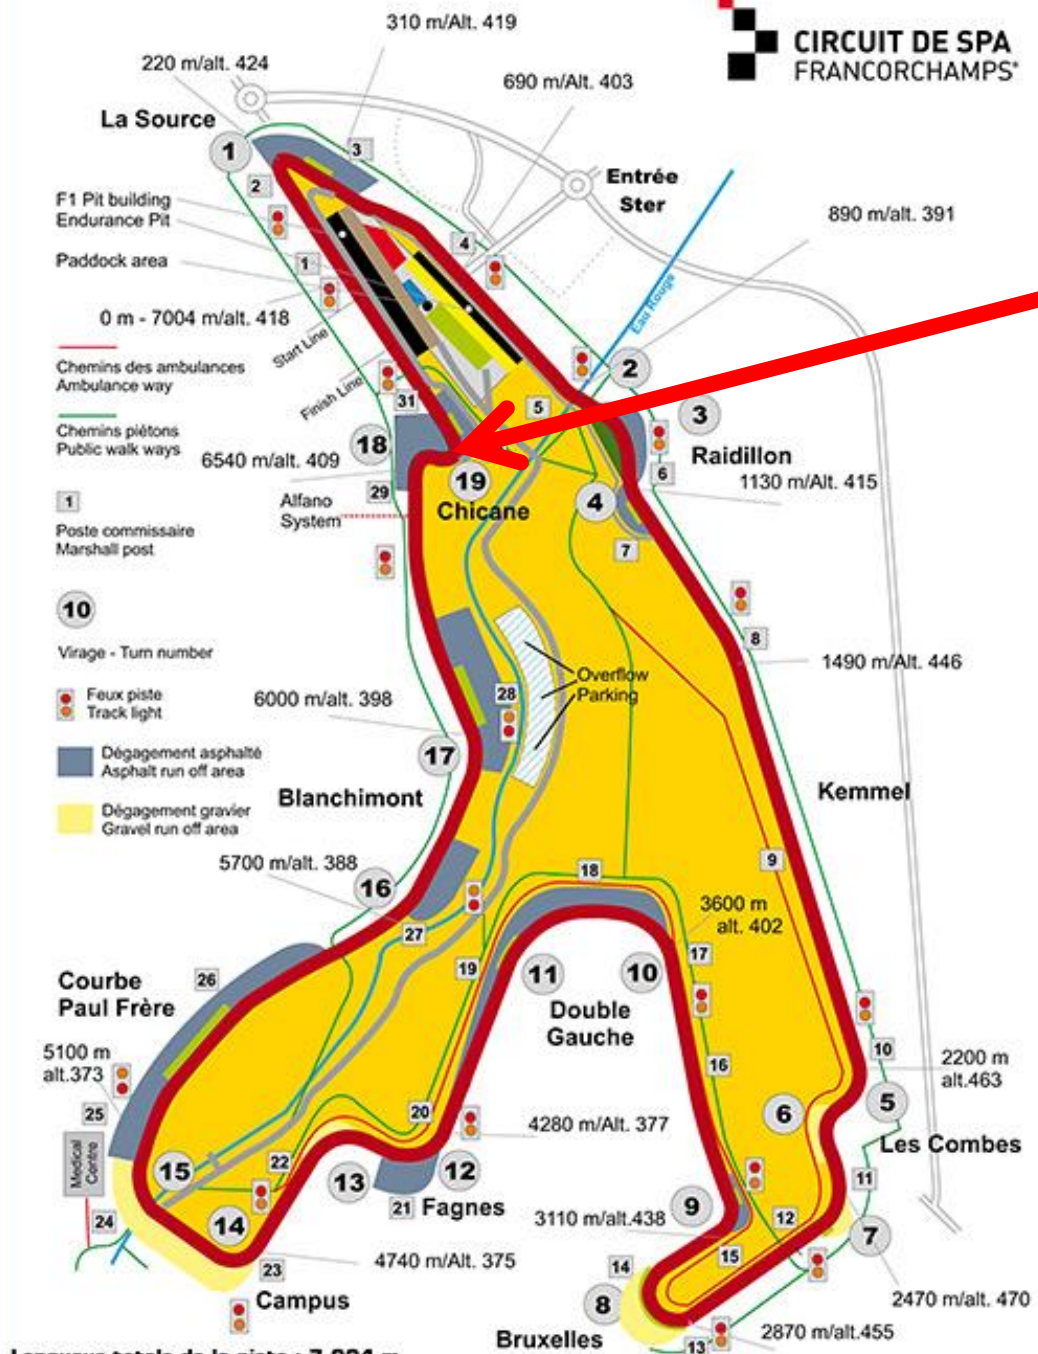 310 m/Alt. 419
CIRCUIT DE SPA
FRANCORCHAMPS
220 m/alt. 424
690 m/Alt. 403
La Source
1
3
2
Entrée
Ster
F1 Pit building
Endurance Pit
890 m/alt. 391
4
Paddock area
1
0 m - 7004 m/alt. 418
Eau Rouge
Start Line
Chemins des ambulances
Ambulance way
2
Finish Line
31
5
3
Chemins piétons
Public walk ways
18
Raidillon
6540 m/alt. 409
6
1130 m/Alt. 415
19
29
4
1
Alfano
System
Chicane
Poste commissaire
Marshall post
7
10
8
Virage - Turn number
1490 m/Alt. 446
Overflow
Parking
Feux piste
Track light
28
6000 m/alt. 398
17
Dégagement asphalté
Asphalt run off area
Kemmel
Blanchimont
Dégagement gravier
Gravel run off area
5700 m/alt. 388
9
18
16
3600 m
alt. 402
27
17
19
11
10
26
Courbe
Paul Frère
Double
Gauche
10
5100 m
alt.373
16
2200 m
alt.463
25
20
6
5
4280 m/Alt. 377
Les Combes
Medical
Centre
22
15
13
12
11
21
Fagnes
9
3110 m/alt.438
12
24
14
7
15
4740 m/Alt. 375
14
23
Campus
8
2470 m/alt. 470
Bruxelles
2870 m/alt.455
13